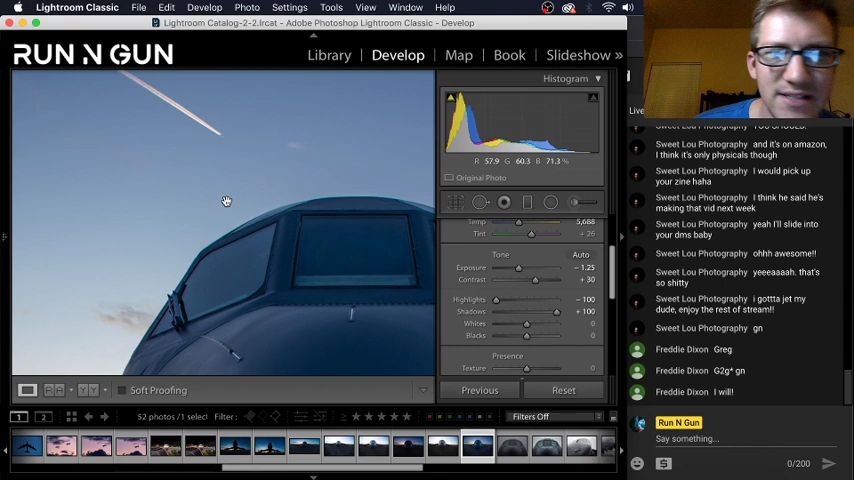 Lightroom Classic File Edit Develop Photo Settings Tools View Window Help
Lightroom Catalog-2-2.lrcat - Adobe Photoshop Lightroom Classic - Develop
RUN N GUN
Library | Develop | Map | Book | Slideshow »
Histogram
R 57.9 G 60.3 B 71.3 %
Original Photo
Temp 5,688
Tint + 26
Tone Auto
Exposure − 1.25
Contrast + 30
Highlights − 100
Shadows + 100
Whites 0
Blacks 0
Presence
Texture 0
Soft Proofing
Previous Reset
1 2 52 photos /1 select Filter : Filters Off
Live
Sweet Lou Photography YOU SHOULD.
Sweet Lou Photography and it's on amazon,
I think it's only physicals though
Sweet Lou Photography I would pick up
your zine haha
Sweet Lou Photography I think he said he's
making that vid next week
Sweet Lou Photography yeah I'll slide into
your dms baby
Sweet Lou Photography ohhh awesome!!
Sweet Lou Photography yeeeaaaah. that's
so shitty
Sweet Lou Photography i gottta jet my
dude, enjoy the rest of stream!!
Sweet Lou Photography gn
Freddie Dixon Greg
Freddie Dixon G2g* gn
Freddie Dixon I will!
Run N Gun
Say something...
0/200